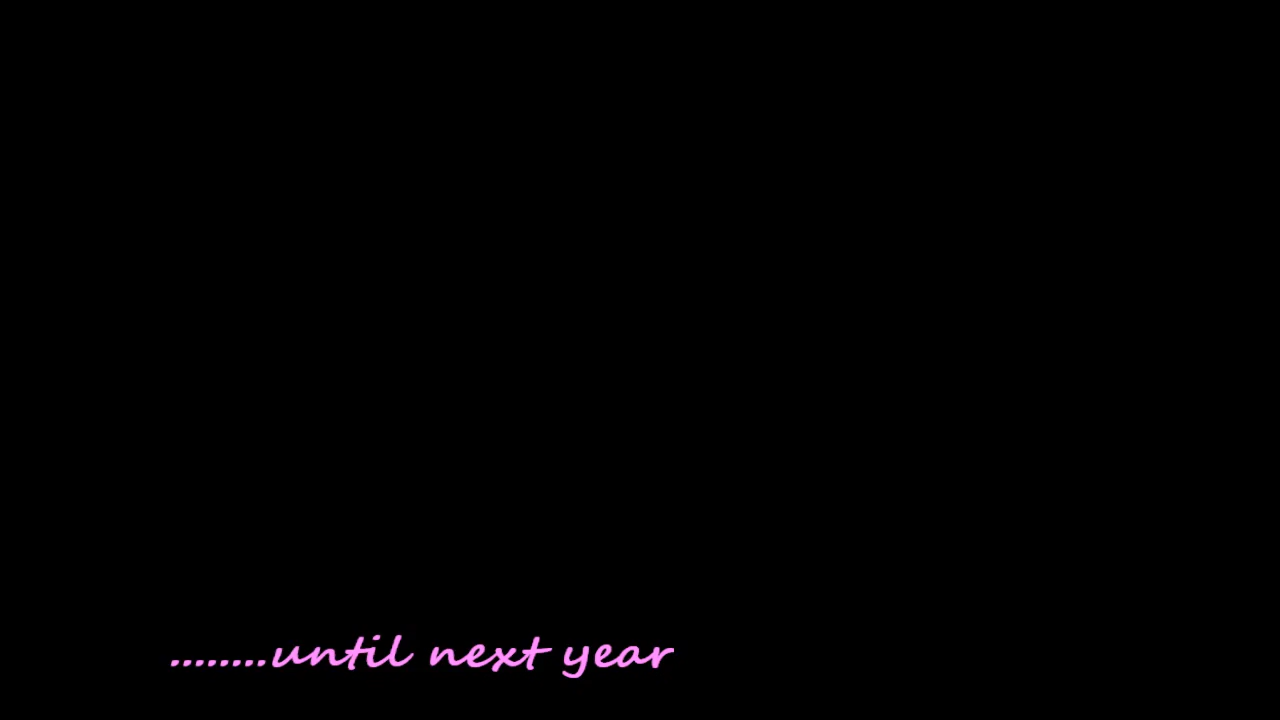 ........until next year